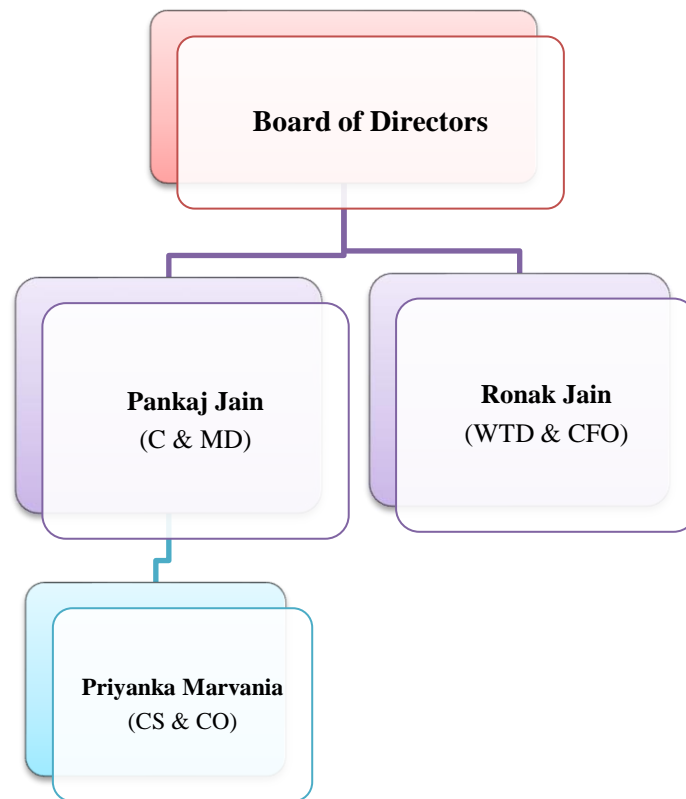 Board of Directors
Pankaj Jain
(C & MD)
Ronak Jain
(WTD & CFO)
Priyanka Marvania
(CS & CO)